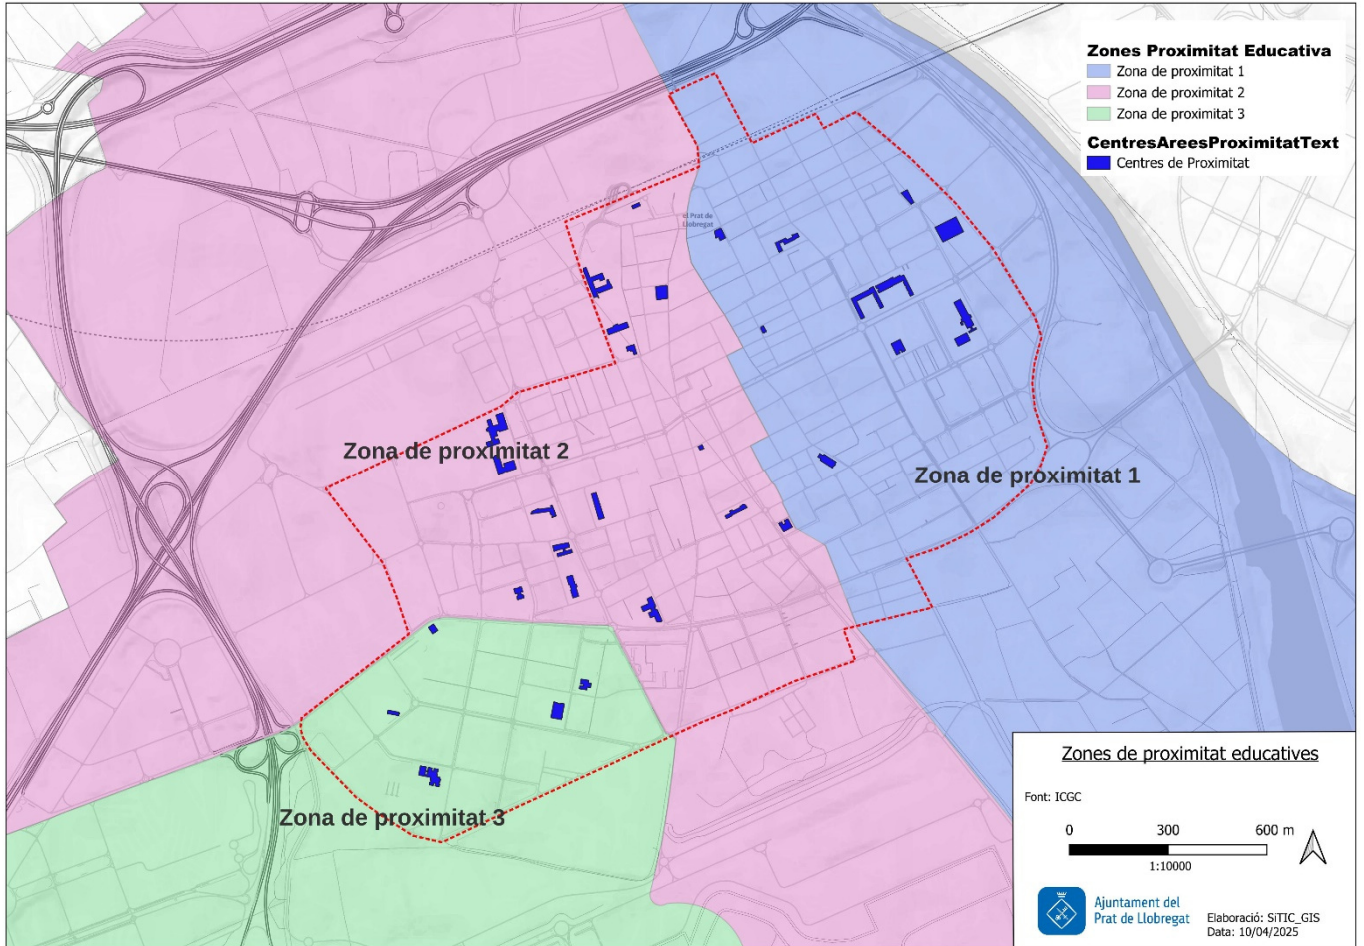 Zones Proximitat Educativa
Zona de proximitat 1
Zona de proximitat 2
Zona de proximitat 3
CentresAreesProximitatText
Centres de Proximitat
el Prat de
Llobregat
Zona de proximitat 2
Zona de proximitat 1
Zona de proximitat 3
Zones de proximitat educatives
Font: ICGC
0 300 600 m
1:10000
Ajuntament del
Prat de Llobregat
Elaboració: SiTIC_GIS
Data: 10/04/2025